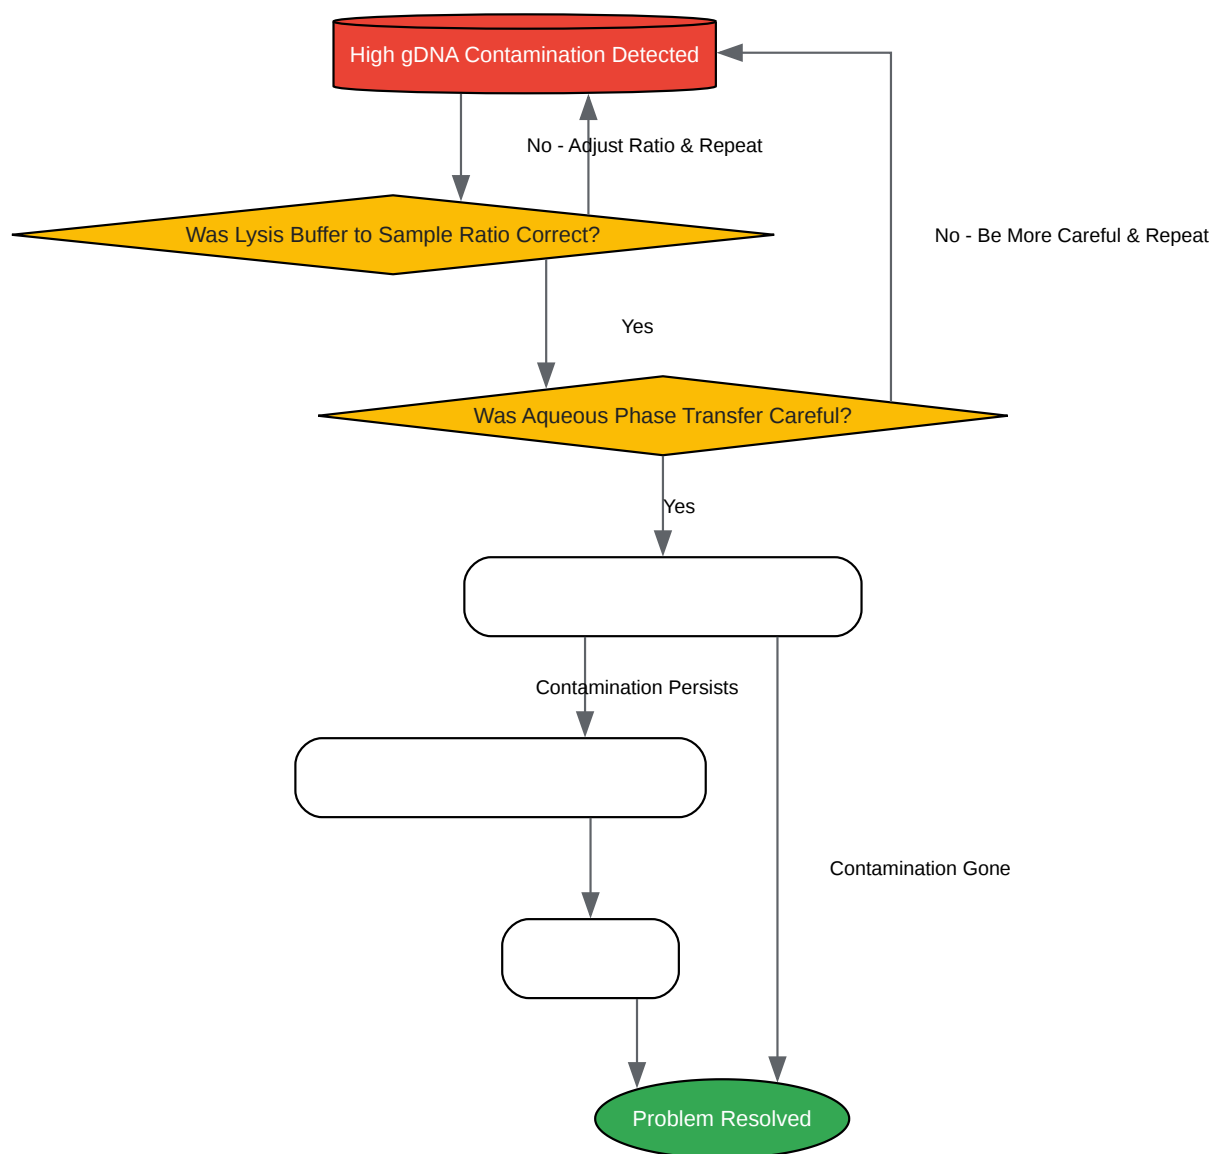 High gDNA Contamination Detected
No - Adjust Ratio & Repeat
Was Lysis Buffer to Sample Ratio Correct?
No - Be More Careful & Repeat
Yes
Was Aqueous Phase Transfer Careful?
Yes
Contamination Persists
Contamination Gone
Problem Resolved